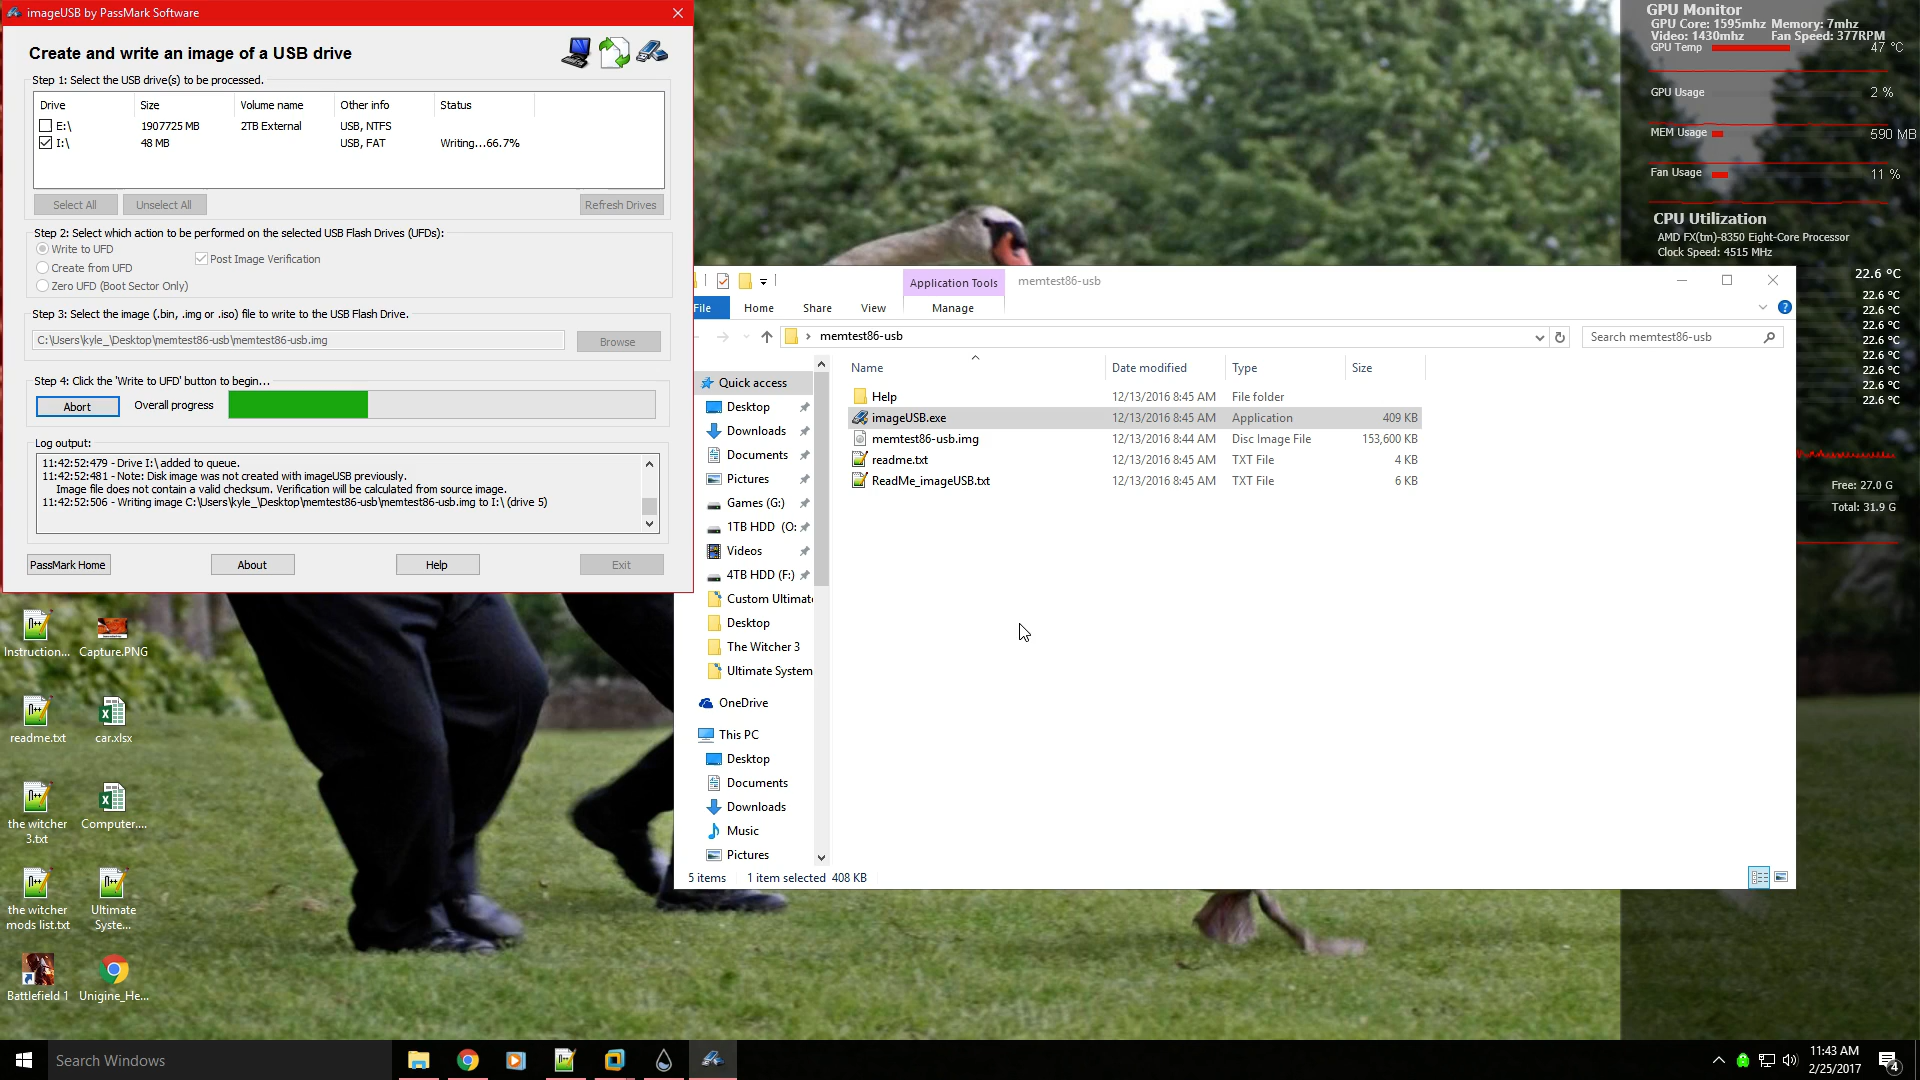 imageUSB by PassMark Software
Create and write an image of a USB drive
Step 1: Select the USB drive(s) to be processed.
Drive Size Volume name Other info Status
E:\ 1907725 MB 2TB External USB, NTFS
I:\ 48 MB USB, FAT Writing...66.7%
Select All Unselect All Refresh Drives
Step 2: Select which action to be performed on the selected USB Flash Drives (UFDs):
Write to UFD
Post Image Verification
Create from UFD
Zero UFD (Boot Sector Only)
Step 3: Select the image (.bin, .img or .iso) file to write to the USB Flash Drive.
C:\Users\kyle_\Desktop\memtest86-usb\memtest86-usb.img Browse
Step 4: Click the 'Write to UFD' button to begin...
Abort Overall progress
Log output:
11:42:52:479 - Drive I:\ added to queue.
11:42:52:481 - Note: Disk image was not created with imageUSB previously.
Image file does not contain a valid checksum. Verification will be calculated from source image.
11:42:52:506 - Writing image C:\Users\kyle_\Desktop\memtest86-usb\memtest86-usb.img to I:\ (drive 5)
PassMark Home About Help Exit
Application Tools memtest86-usb
File Home Share View Manage
memtest86-usb Search memtest86-usb
Name Date modified Type Size
Help 12/13/2016 8:45 AM File folder
imageUSB.exe 12/13/2016 8:45 AM Application 409 KB
memtest86-usb.img 12/13/2016 8:44 AM Disc Image File 153,600 KB
readme.txt 12/13/2016 8:45 AM TXT File 4 KB
ReadMe_imageUSB.txt 12/13/2016 8:45 AM TXT File 6 KB
Quick access
Desktop
Downloads
Documents
Pictures
Games (G:)
1TB HDD (O:
Videos
4TB HDD (F:)
Custom Ultimat
Desktop
The Witcher 3
Ultimate System
OneDrive
This PC
Desktop
Documents
Downloads
Music
Pictures
5 items 1 item selected 408 KB
GPU Monitor
GPU Core: 1595mhz Memory: 7mhz
Video: 1430mhz Fan Speed: 377RPM
GPU Temp 47 °C
GPU Usage 2 %
MEM Usage 590 MB
Fan Usage 11 %
CPU Utilization
AMD FX(tm)-8350 Eight-Core Processor
Clock Speed: 4515 MHz
22.6 °C
22.6 °C
22.6 °C
22.6 °C
22.6 °C
22.6 °C
22.6 °C
22.6 °C
22.6 °C
Free: 27.0 G
Total: 31.9 G
Instruction... Capture.PNG
readme.txt car.xlsx
the witcher 3.txt Computer....
the witcher mods list.txt Ultimate Syste...
Battlefield 1 Unigine_He...
Search Windows
11:43 AM
2/25/2017
4